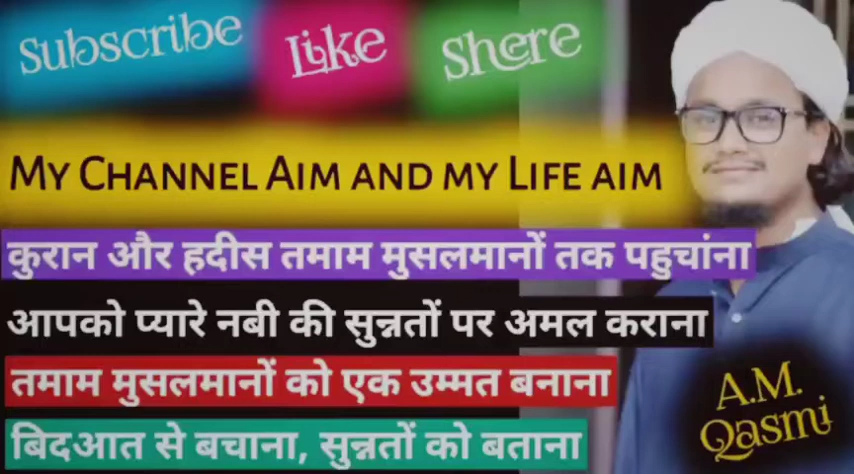 Subscribe Like Share
My Channel Aim and my Life aim
कुरान और हदीस तमाम मुसलमानों तक पहुचांना
आपको प्यारे नबी की सुन्नतों पर अमल कराना
तमाम मुसलमानों को एक उम्मत बनाना
बिदआत से बचाना, सुन्नतों को बताना
A.M.
Qasmi